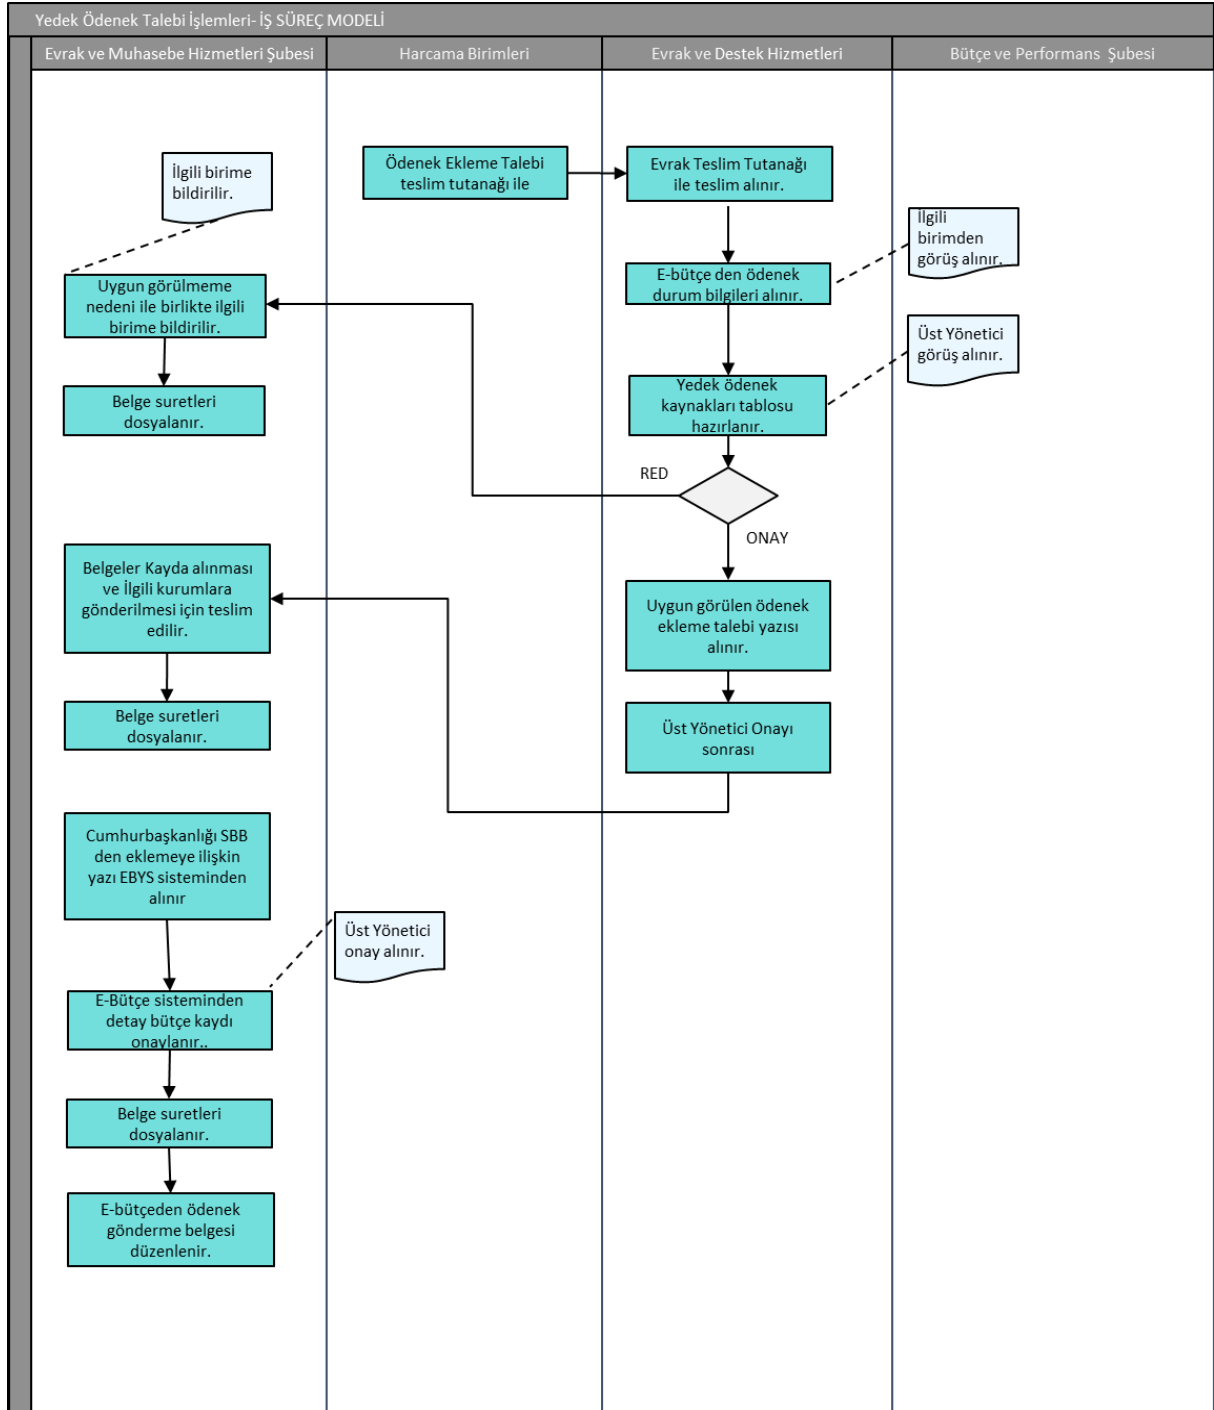 Yedek Ödenek Talebi İşlemleri- İŞ SÜREÇ MODELİ
Evrak ve Muhasebe Hizmetleri Şubesi
Harcama Birimleri
Evrak ve Destek Hizmetleri
Bütçe ve Performans Şubesi
İlgili birime
bildirilir.
Ödenek Ekleme Talebi
teslim tutanağı ile
Evrak Teslim Tutanağı
ile teslim alınır.
İlgili
birimden
görüş alınır.
Uygun görülmeme
nedeni ile birlikte ilgili
birime bildirilir.
E-bütçe den ödenek
durum bilgileri alınır.
Üst Yönetici
görüş alınır.
Belge suretleri
dosyalanır.
Yedek ödenek
kaynakları tablosu
hazırlanır.
RED
ONAY
Belgeler Kayda alınması
ve İlgili kurumlara
gönderilmesi için teslim
edilir.
Uygun görülen ödenek
ekleme talebi yazısı
alınır.
Belge suretleri
dosyalanır.
Üst Yönetici Onayı
sonrası
Cumhurbaşkanlığı SBB
den eklemeye ilişkin
yazı EBYS sisteminden
alınır
Üst Yönetici
onay alınır.
E-Bütçe sisteminden
detay bütçe kaydı
onaylanır..
Belge suretleri
dosyalanır.
E-bütçeden ödenek
gönderme belgesi
düzenlenir.